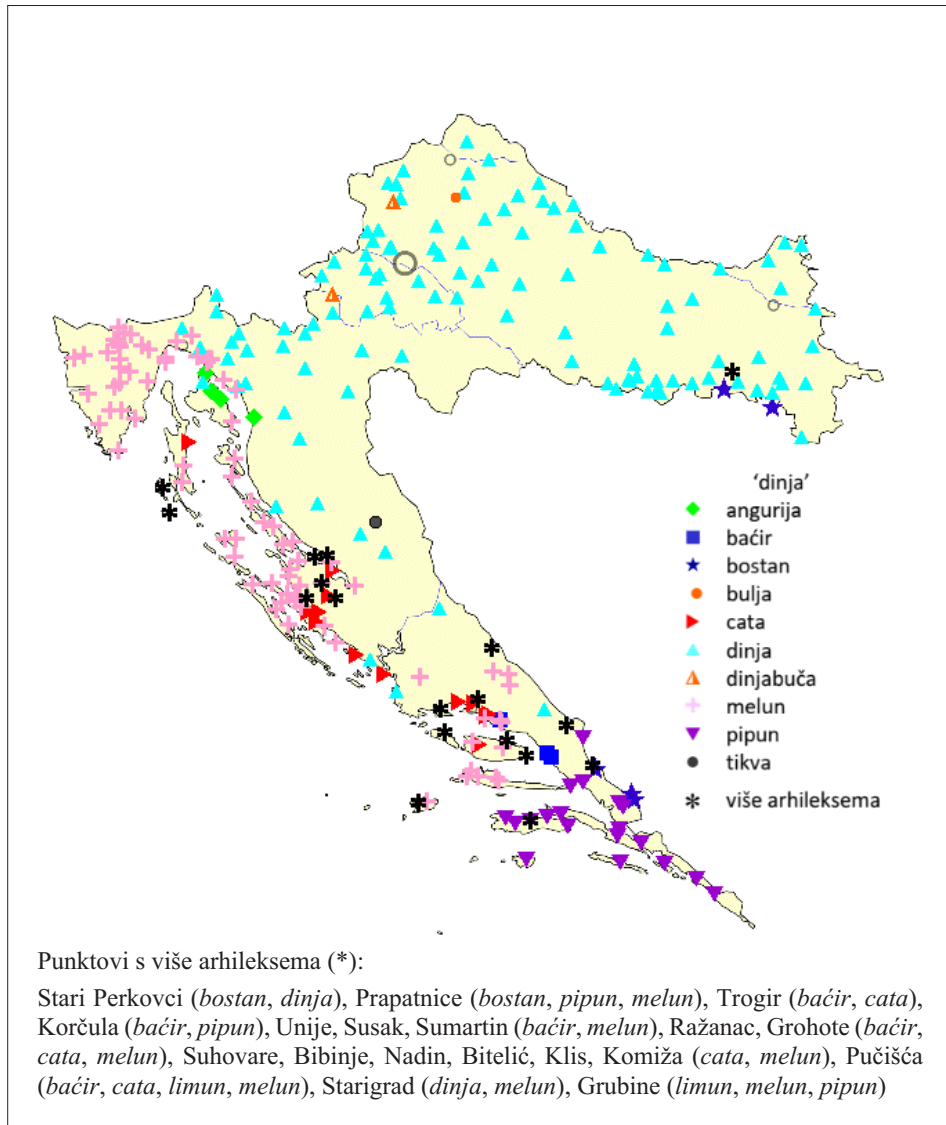 ‘dinja’
angurija
baćir
bostan
bulja
cata
dinja
dinjabuča
melun
pipun
tikva
više arhileksema
Punktovi s više arhileksema (*):
Stari Perkovci (bostan, dinja), Prapatnice (bostan, pipun, melun), Trogir (baćir, cata),
Korčula (baćir, pipun), Unije, Susak, Sumartin (baćir, melun), Ražanac, Grohote (baćir,
cata, melun), Suhovare, Bibinje, Nadin, Bitelić, Klis, Komiža (cata, melun), Pučišća
(baćir, cata, limun, melun), Starigrad (dinja, melun), Grubine (limun, melun, pipun)